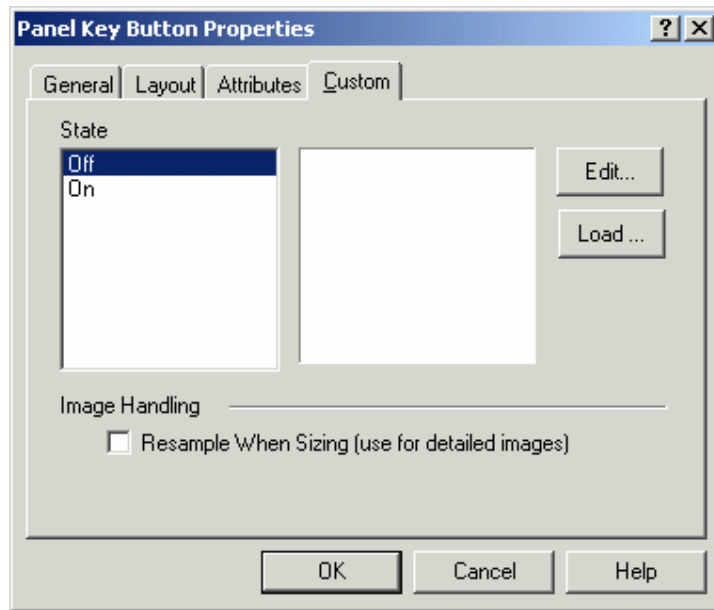 Panel Key Button Properties
General Layout Attributes Custom
State
Off
On
Edit...
Load ...
Image Handling
Resample When Sizing (use for detailed images)
OK Cancel Help